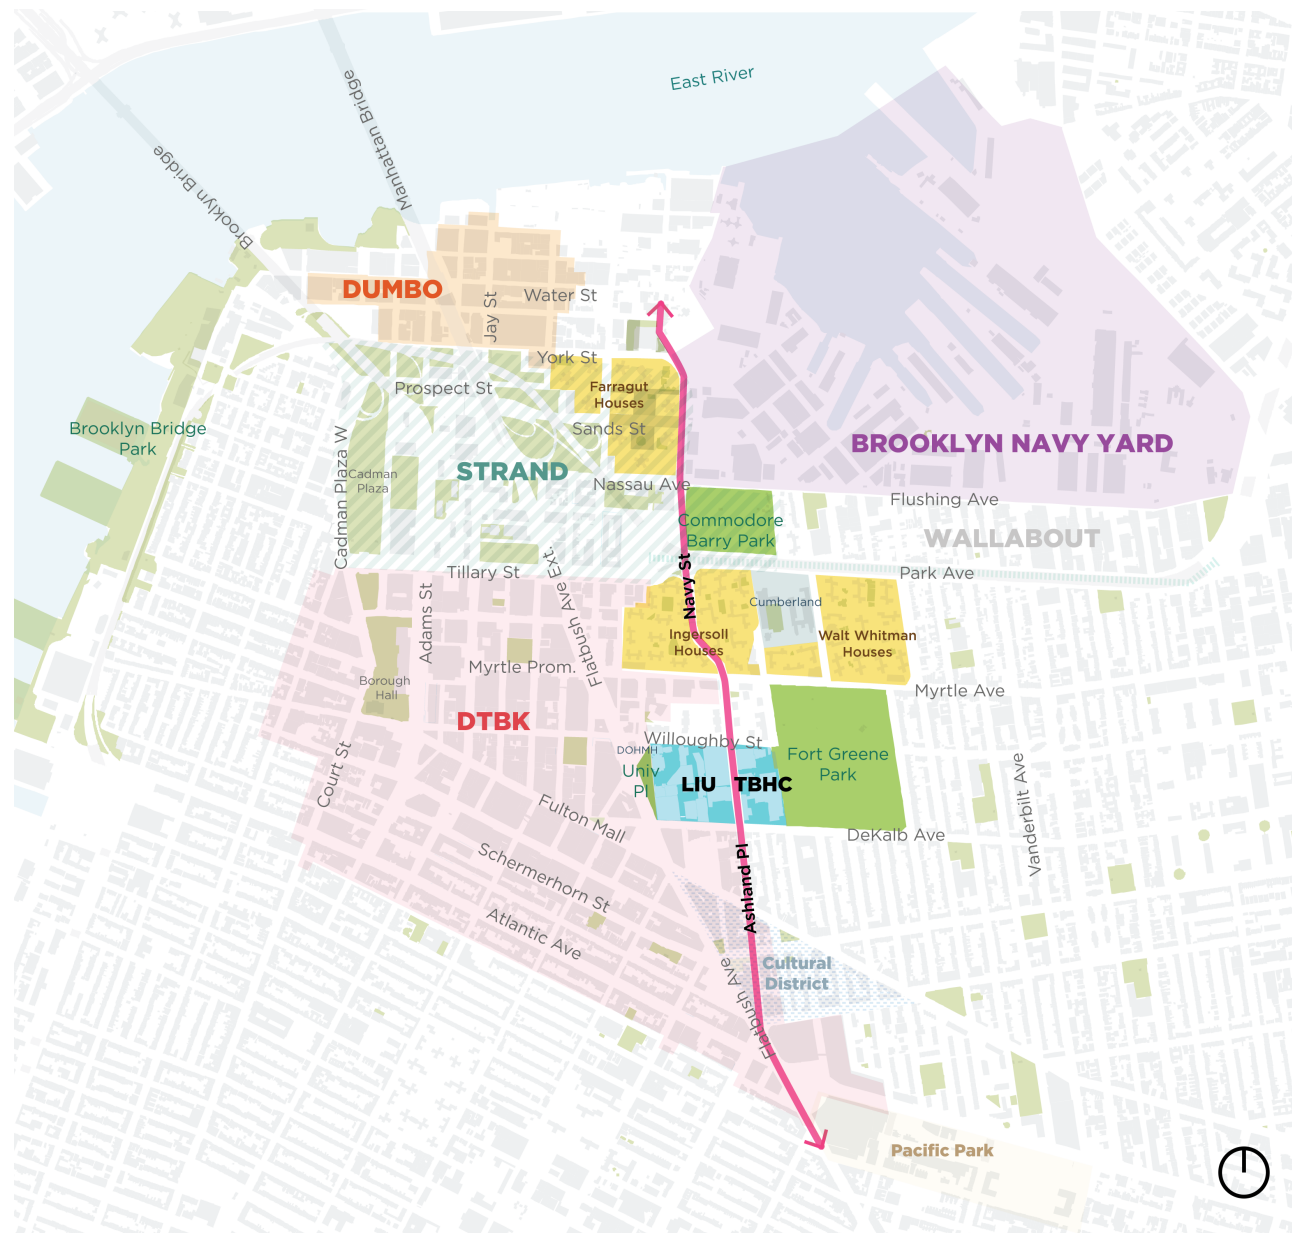 East River
Manhattan Bridge
Brooklyn Bridge
DUMBO
Jay St
Water St
York St
Prospect St
Farragut
Houses
Sands St
Brooklyn Bridge
Park
Cadman Plaza W
Cadman
Plaza
STRAND
Nassau Ave
BROOKLYN NAVY YARD
Flushing Ave
Commodore
Barry Park
WALLABOUT
Tillary St
Flatbush Ave Ext.
Navy St
Park Ave
Adams St
Cumberland
Ingersoll
Houses
Walt Whitman
Houses
Myrtle Prom.
Borough
Hall
Myrtle Ave
DTBK
Willoughby St
DOHMH
Univ
Pl
LIU
TBHC
Fort Greene
Park
Court St
Vanderbilt Ave
Fulton Mall
DeKalb Ave
Schermerhorn St
Ashland Pl
Atlantic Ave
Flatbush Ave
Cultural
District
Pacific Park